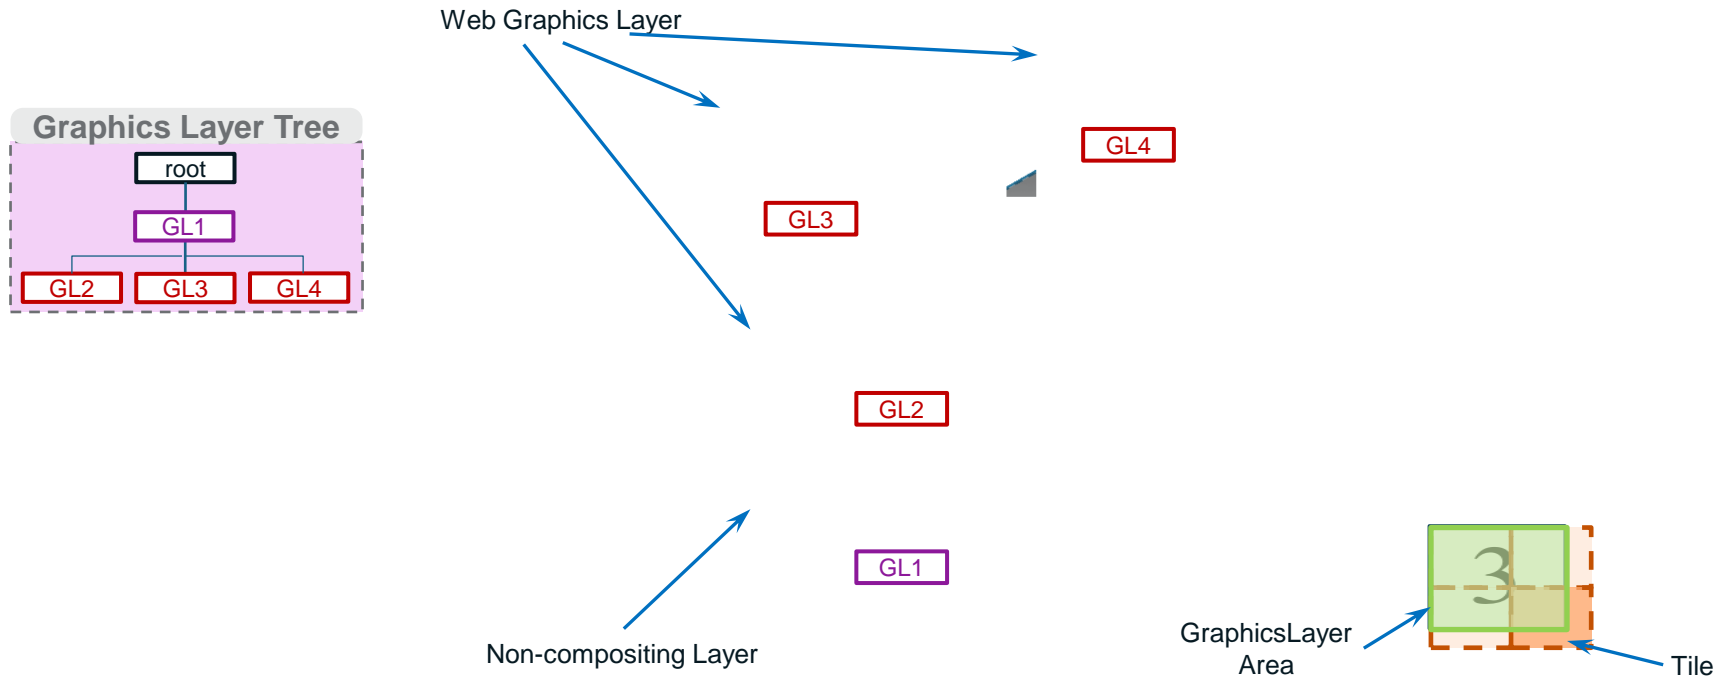 Web Graphics Layer
Graphics Layer Tree
root
GL1
GL2
GL3
GL4
GL4
GL3
GL2
GL1
Non-compositing Layer
3
GraphicsLayer
Area
Tile